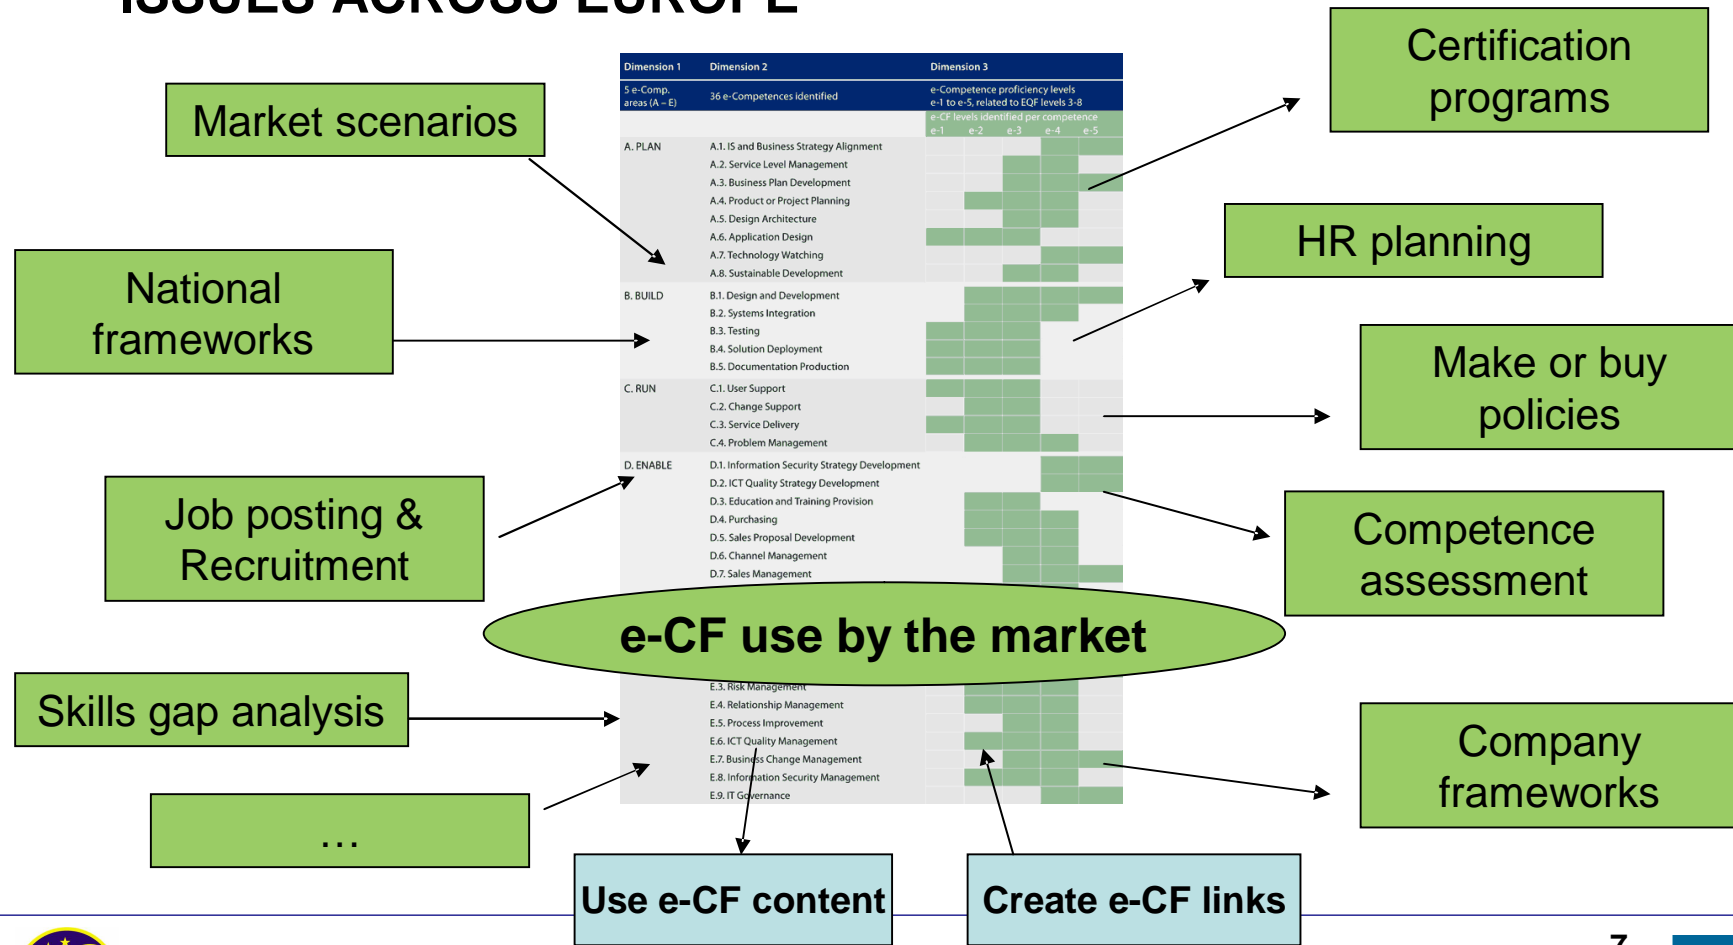 ISSUES ACROSS EUROPE
Market scenarios
National
frameworks
Job posting &
Recruitment
Skills gap analysis
…
Dimension 1 Dimension 2 Dimension 3
5 e-Comp.
areas (A – E)
36 e-Competences identified
e-Competence proficiency levels
e-1 to e-5, related to EQF levels 3-8
e-CF levels identified per competence
e-1 e-2 e-3 e-4 e-5
A. PLAN A.1. IS and Business Strategy Alignment
A.2. Service Level Management
A.3. Business Plan Development
A.4. Product or Project Planning
A.5. Design Architecture
A.6. Application Design
A.7. Technology Watching
A.8. Sustainable Development
B. BUILD B.1. Design and Development
B.2. Systems Integration
B.3. Testing
B.4. Solution Deployment
B.5. Documentation Production
C. RUN C.1. User Support
C.2. Change Support
C.3. Service Delivery
C.4. Problem Management
D. ENABLE D.1. Information Security Strategy Development
D.2. ICT Quality Strategy Development
D.3. Education and Training Provision
D.4. Purchasing
D.5. Sales Proposal Development
D.6. Channel Management
D.7. Sales Management
e-CF use by the market
E.3. Risk Management
E.4. Relationship Management
E.5. Process Improvement
E.6. ICT Quality Management
E.7. Business Change Management
E.8. Information Security Management
E.9. IT Governance
Certification
programs
HR planning
Make or buy
policies
Competence
assessment
Company
frameworks
Use e-CF content
Create e-CF links
7